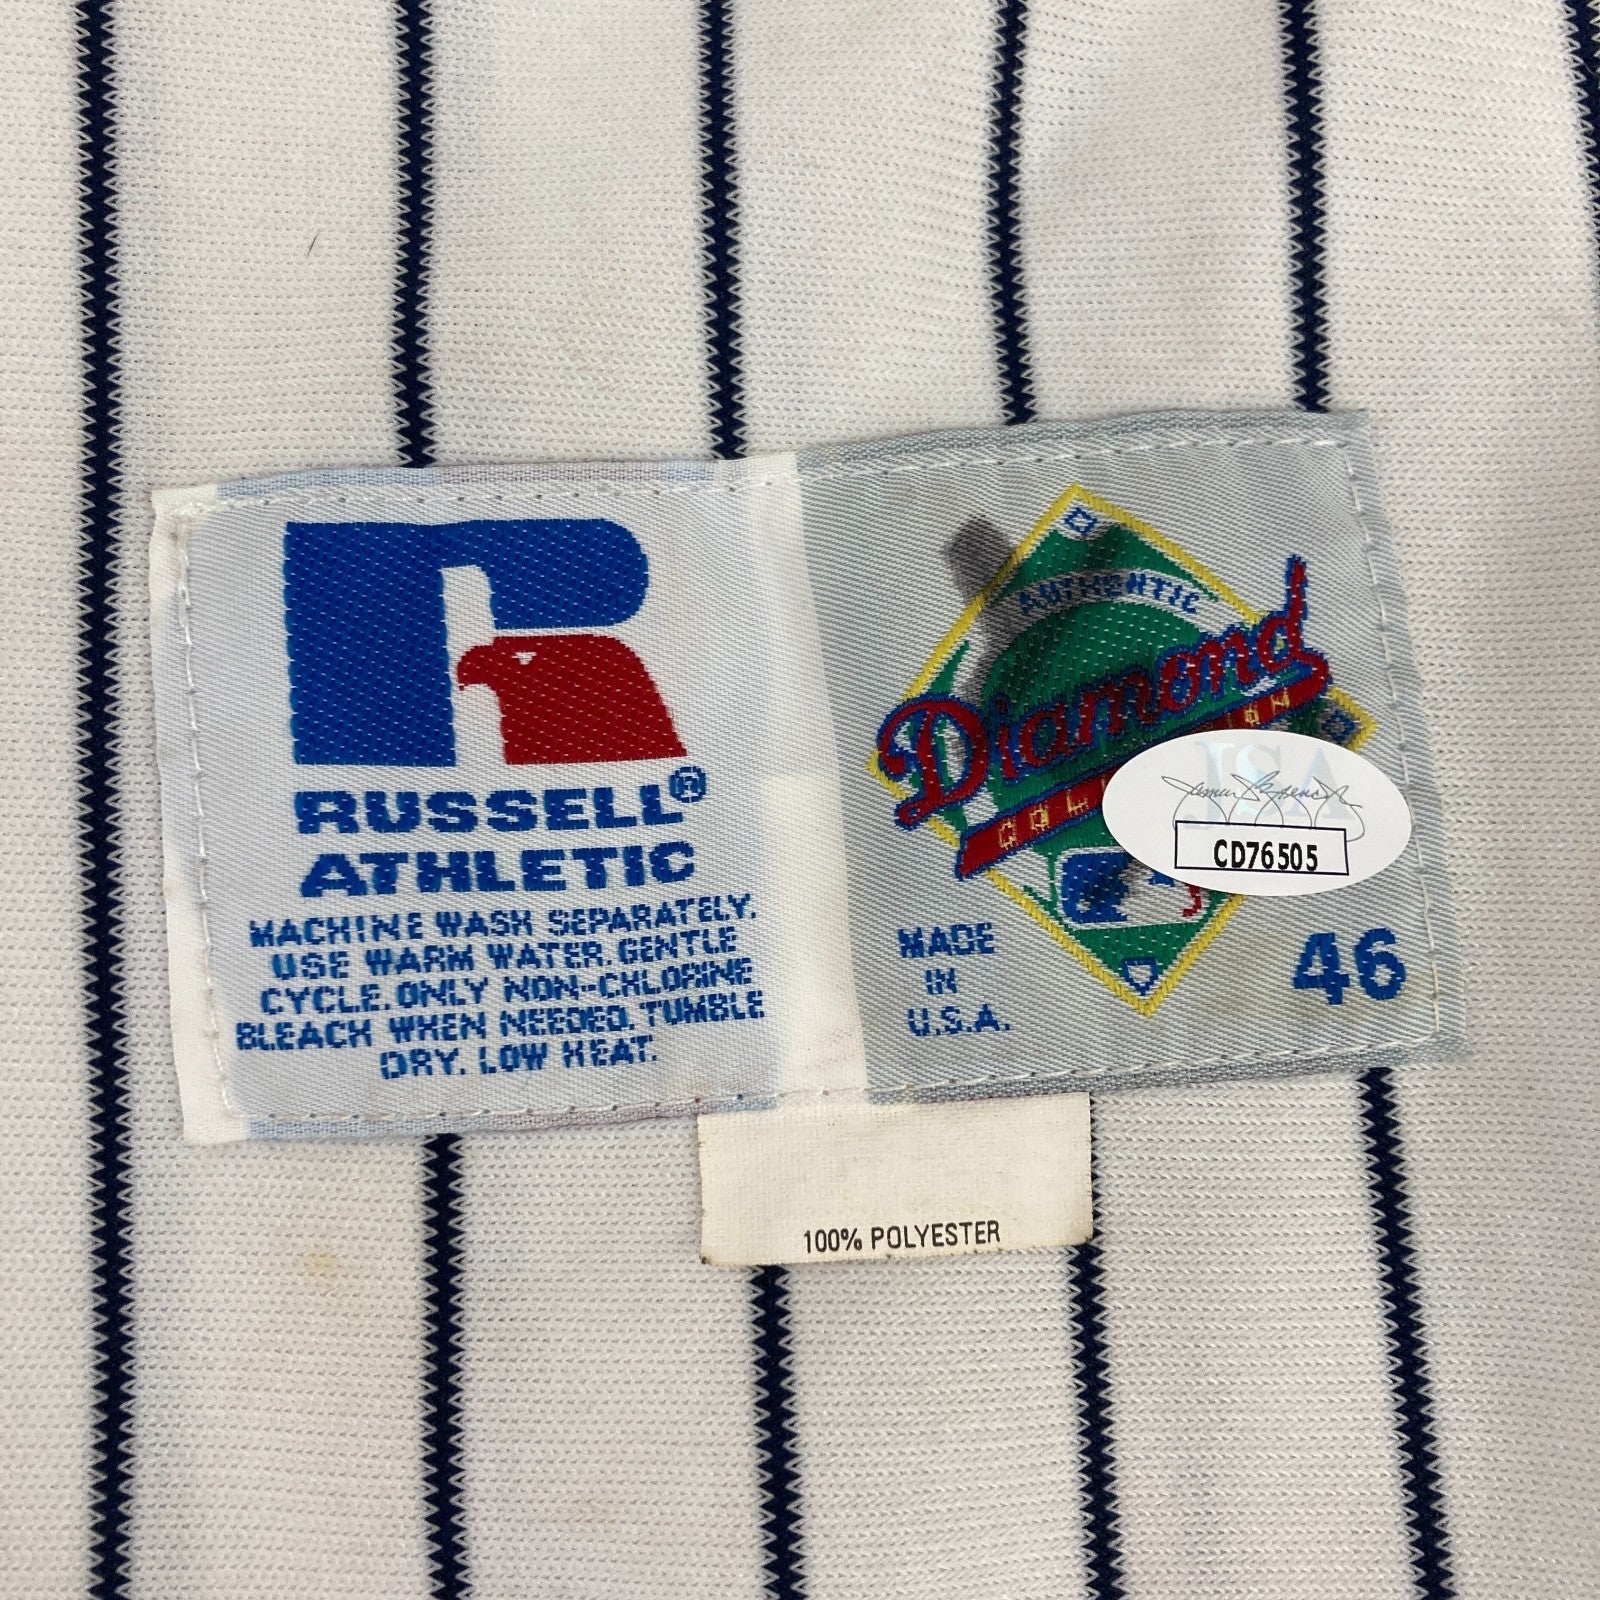 RUSSELL®
ATHLETIC
MACHINE WASH SEPARATELY.
USE WARM WATER. GENTLE
CYCLE. ONLY NON-CHLORINE
BLEACH WHEN NEEDED. TUMBLE
DRY. LOW HEAT.
AUTHENTIC
Diamond
JSA
CD76505
MADE
IN
U.S.A.
46
100% POLYESTER